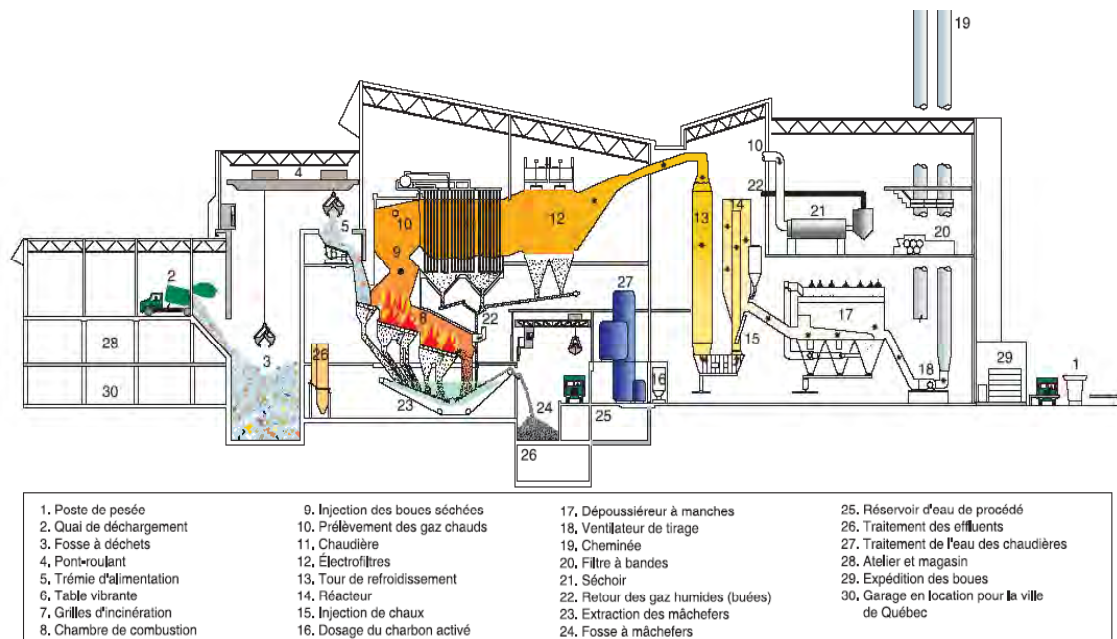 19
4
10
22
14
5
10
12
13
21
20
9
2
27
8
22
17
28
3
15
26
16
18
29
1
30
23
24
25
26
1. Poste de pesée
2. Quai de déchargement
3. Fosse à déchets
4. Pont-roulant
5. Trémie d'alimentation
6. Table vibrante
7. Grilles d'incinération
8. Chambre de combustion
9. Injection des boues séchées
10. Prélèvement des gaz chauds
11. Chaudière
12. Électrofiltres
13. Tour de refroidissement
14. Réacteur
15. Injection de chaux
16. Dosage du charbon activé
17. Dépoussiéreur à manches
18. Ventilateur de tirage
19. Cheminée
20. Filtre à bandes
21. Séchoir
22. Retour des gaz humides (buées)
23. Extraction des mâchefers
24. Fosse à mâchefers
25. Réservoir d'eau de procédé
26. Traitement des effluents
27. Traitement de l'eau des chaudières
28. Atelier et magasin
29. Expédition des boues
30. Garage en location pour la ville
de Québec